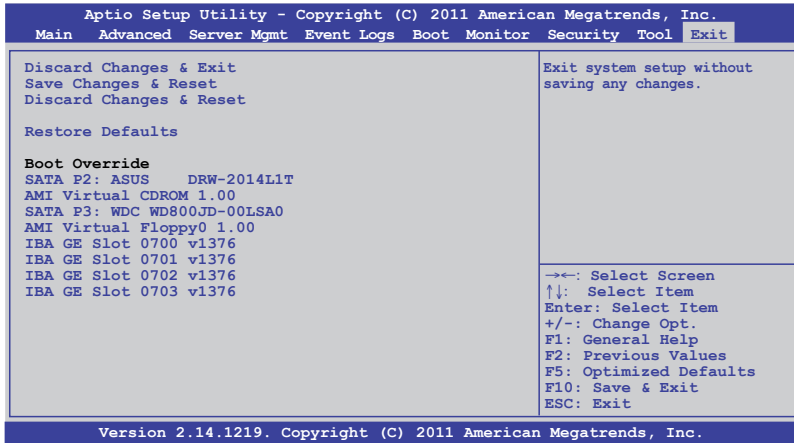 Aptio Setup Utility - Copyright (C) 2011 American Megatrends, Inc.
Main Advanced Server Mgmt Event Logs Boot Monitor Security Tool Exit
Discard Changes & Exit
Save Changes & Reset
Discard Changes & Reset
Restore Defaults
Boot Override
SATA P2: ASUS DRW-2014L1T
AMI Virtual CDROM 1.00
SATA P3: WDC WD800JD-00LSA0
AMI Virtual Floppy0 1.00
IBA GE Slot 0700 v1376
IBA GE Slot 0701 v1376
IBA GE Slot 0702 v1376
IBA GE Slot 0703 v1376
Exit system setup without
saving any changes.
→←: Select Screen
↑↓: Select Item
Enter: Select Item
+/-: Change Opt.
F1: General Help
F2: Previous Values
F5: Optimized Defaults
F10: Save & Exit
ESC: Exit
Version 2.14.1219. Copyright (C) 2011 American Megatrends, Inc.